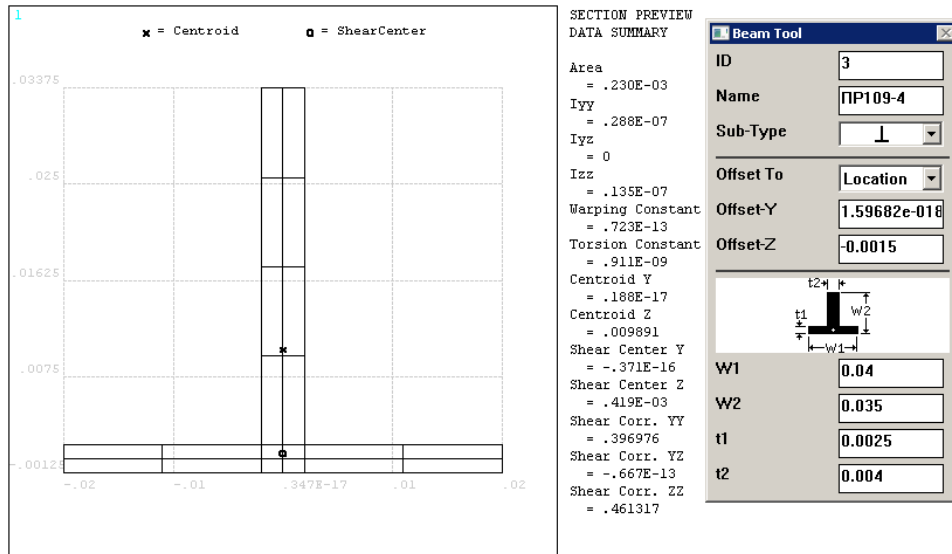 1
× = Centroid
o = ShearCenter
.03375
.025
.01625
.0075
-.00125
-.02
-.01
.347E-17
.01
.02
SECTION PREVIEW
DATA SUMMARY
Area
= .230E-03
Iyy
= .288E-07
Iyz
= 0
Izz
= .135E-07
Warping Constant
= .723E-13
Torsion Constant
= .911E-09
Centroid Y
= .188E-17
Centroid Z
= .009891
Shear Center Y
= -.371E-16
Shear Center Z
= .419E-03
Shear Corr. YY
= .396976
Shear Corr. YZ
= -.667E-13
Shear Corr. ZZ
= .461317
Beam Tool
ID 3
Name ПР109-4
Sub-Type
Offset To Location
Offset-Y 1.59682e-018
Offset-Z -0.0015
t2
t1
W2
W1
W1 0.04
W2 0.035
t1 0.0025
t2 0.004